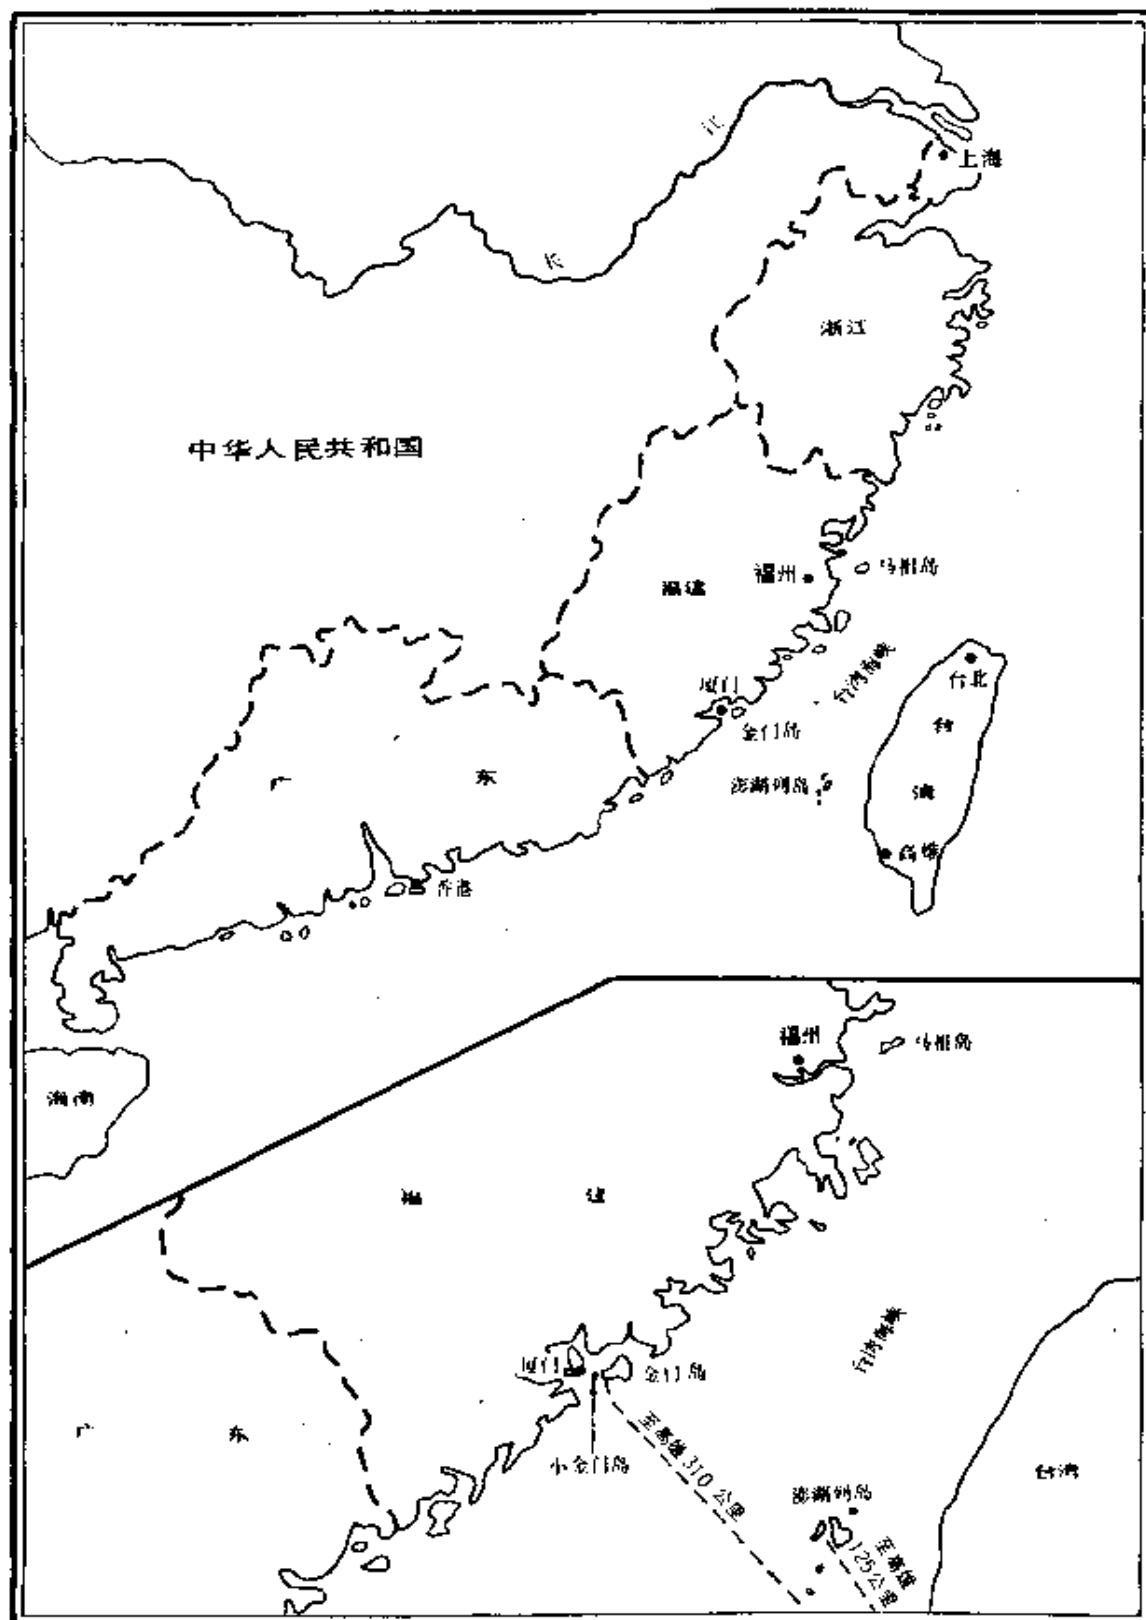 江
上海
长
浙江
中华人民共和国
福州
马祖岛
福建
台湾海峡
台北
厦门
金门岛
台
湾
澎湖列岛
广
东
高雄
香港
海南
福州
马祖岛
福
建
台湾海峡
厦门
金门岛
广
东
小金门岛
至高雄310公里
澎湖列岛
台湾
至高雄
125公里